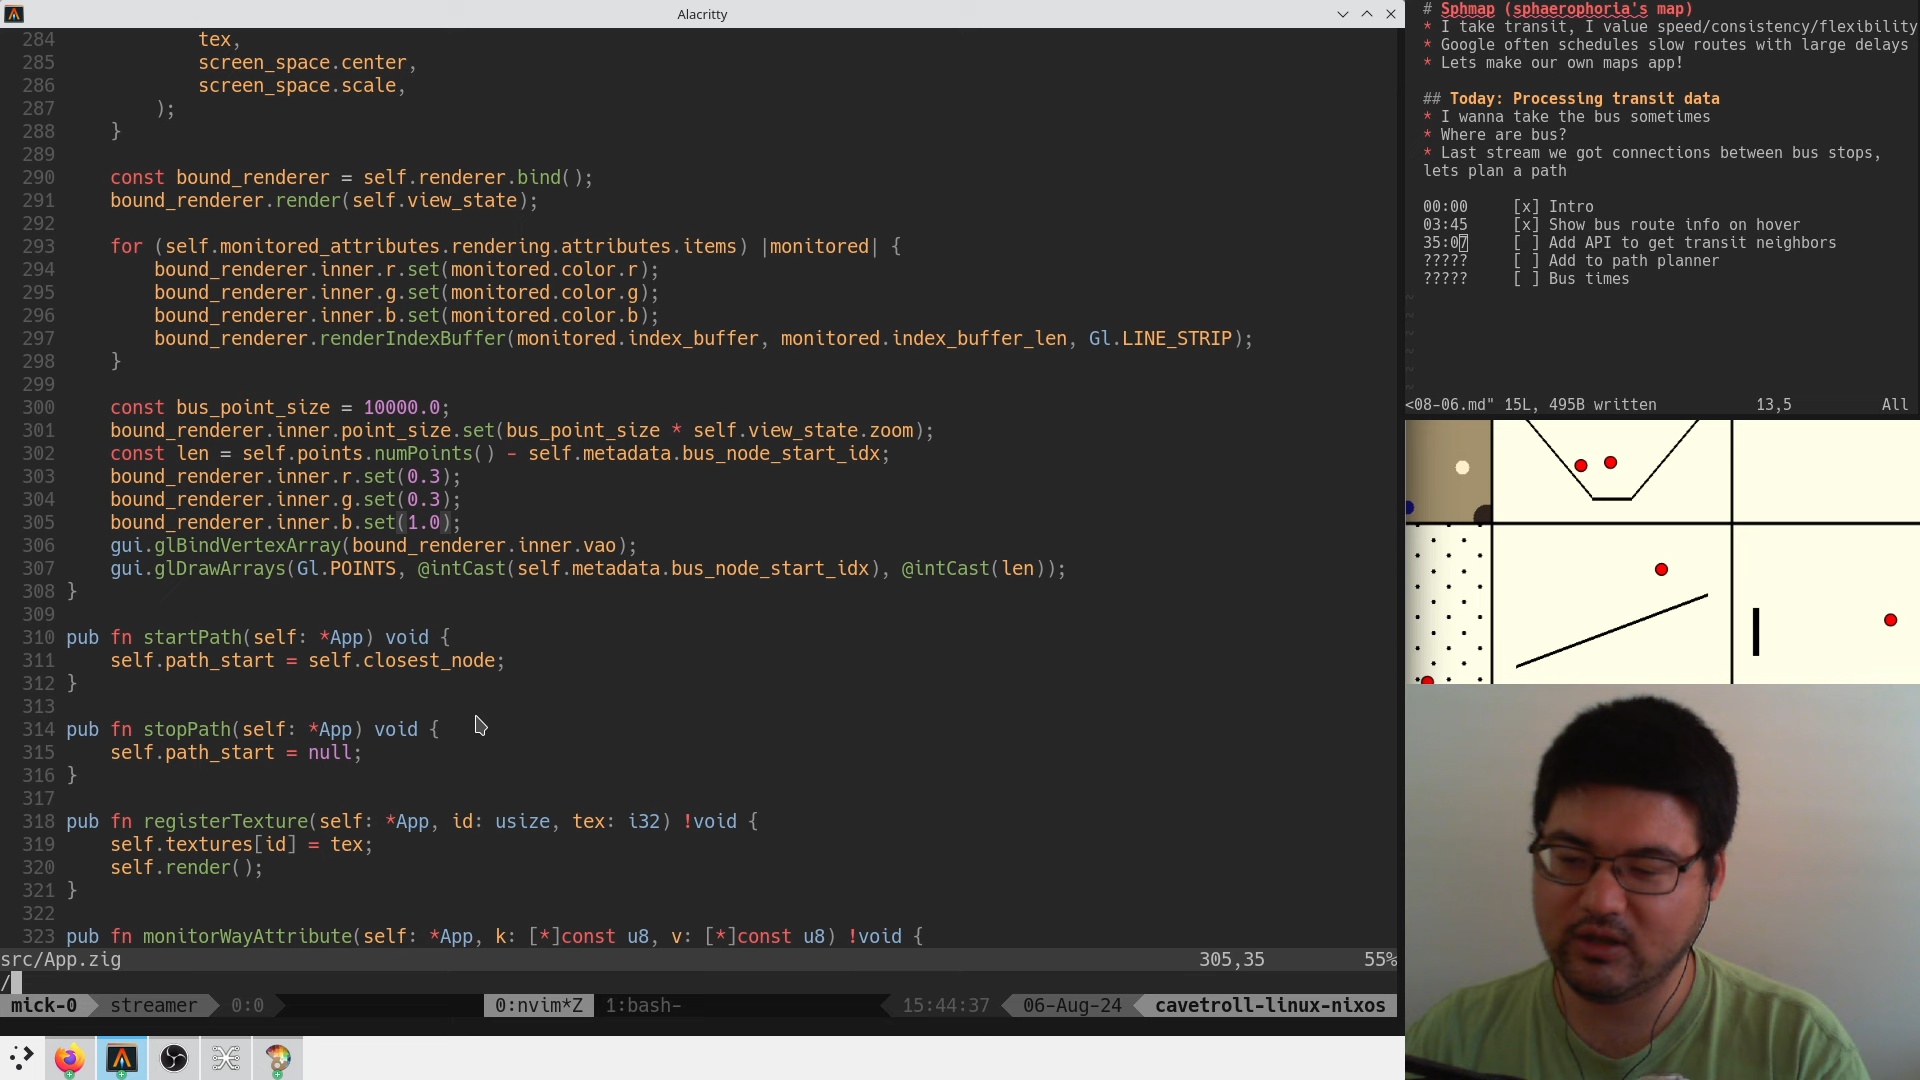 Alacritty
284             tex,
285             screen_space.center,
286             screen_space.scale,
287         );
288     }
289
290     const bound_renderer = self.renderer.bind();
291     bound_renderer.render(self.view_state);
292
293     for (self.monitored_attributes.rendering.attributes.items) |monitored| {
294         bound_renderer.inner.r.set(monitored.color.r);
295         bound_renderer.inner.g.set(monitored.color.g);
296         bound_renderer.inner.b.set(monitored.color.b);
297         bound_renderer.renderIndexBuffer(monitored.index_buffer, monitored.index_buffer_len, Gl.LINE_STRIP);
298     }
299
300     const bus_point_size = 10000.0;
301     bound_renderer.inner.point_size.set(bus_point_size * self.view_state.zoom);
302     const len = self.points.numPoints() - self.metadata.bus_node_start_idx;
303     bound_renderer.inner.r.set(0.3);
304     bound_renderer.inner.g.set(0.3);
305     bound_renderer.inner.b.set(1.0);
306     gui.glBindVertexArray(bound_renderer.inner.vao);
307     gui.glDrawArrays(Gl.POINTS, @intCast(self.metadata.bus_node_start_idx), @intCast(len));
308 }
309
310 pub fn startPath(self: *App) void {
311     self.path_start = self.closest_node;
312 }
313
314 pub fn stopPath(self: *App) void {
315     self.path_start = null;
316 }
317
318 pub fn registerTexture(self: *App, id: usize, tex: i32) !void {
319     self.textures[id] = tex;
320     self.render();
321 }
322
323 pub fn monitorWayAttribute(self: *App, k: [*]const u8, v: [*]const u8) !void {
src/App.zig 305,35 55%
/
mick-0 streamer 0:0 0:nvim*Z 1:bash- 15:44:37 06-Aug-24 cavetroll-linux-nixos
# Sphmap (sphaerophoria's map)
* I take transit, I value speed/consistency/flexibility
* Google often schedules slow routes with large delays
* Lets make our own maps app!
## Today: Processing transit data
* I wanna take the bus sometimes
* Where are bus?
* Last stream we got connections between bus stops,
lets plan a path
00:00 [x] Intro
03:45 [x] Show bus route info on hover
35:07 [ ] Add API to get transit neighbors
????? [ ] Add to path planner
????? [ ] Bus times
~
~
~
~
~
<08-06.md" 15L, 495B written 13,5 All